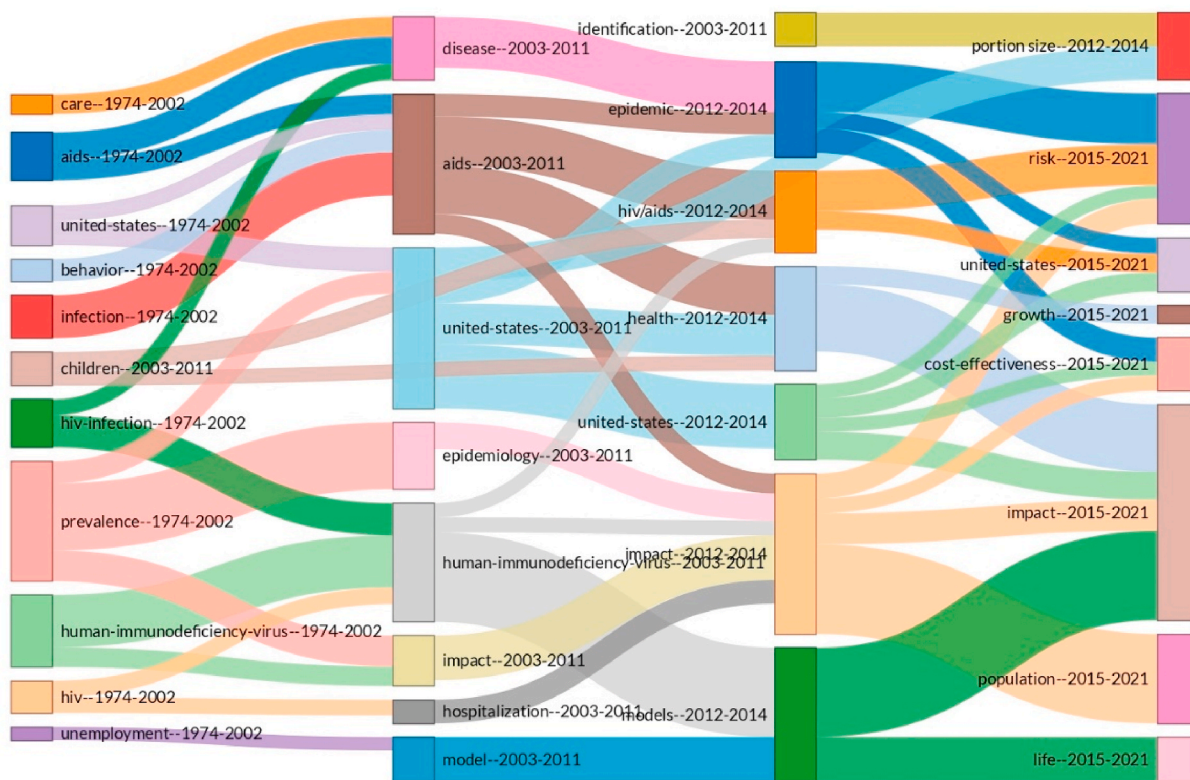 care--1974-2002
aids--1974-2002
united-states--1974-2002
behavior--1974-2002
infection--1974-2002
children--2003-2011
hiv-infection--1974-2002
prevalence--1974-2002
human-immunodeficiency-virus--1974-2002
hiv--1974-2002
unemployment--1974-2002
disease--2003-2011
aids--2003-2011
united-states--2003-2011
epidemiology--2003-2011
human-immunodeficiency-virus--2003-2011
impact--2003-2011
hospitalization--2003-2011
model--2003-2011
identification--2003-2011
epidemic--2012-2014
hiv/aids--2012-2014
health--2012-2014
united-states--2012-2014
impact--2012-2014
models--2012-2014
portion size--2012-2014
risk--2015-2021
united-states--2015-2021
growth--2015-2021
cost-effectiveness--2015-2021
impact--2015-2021
population--2015-2021
life--2015-2021